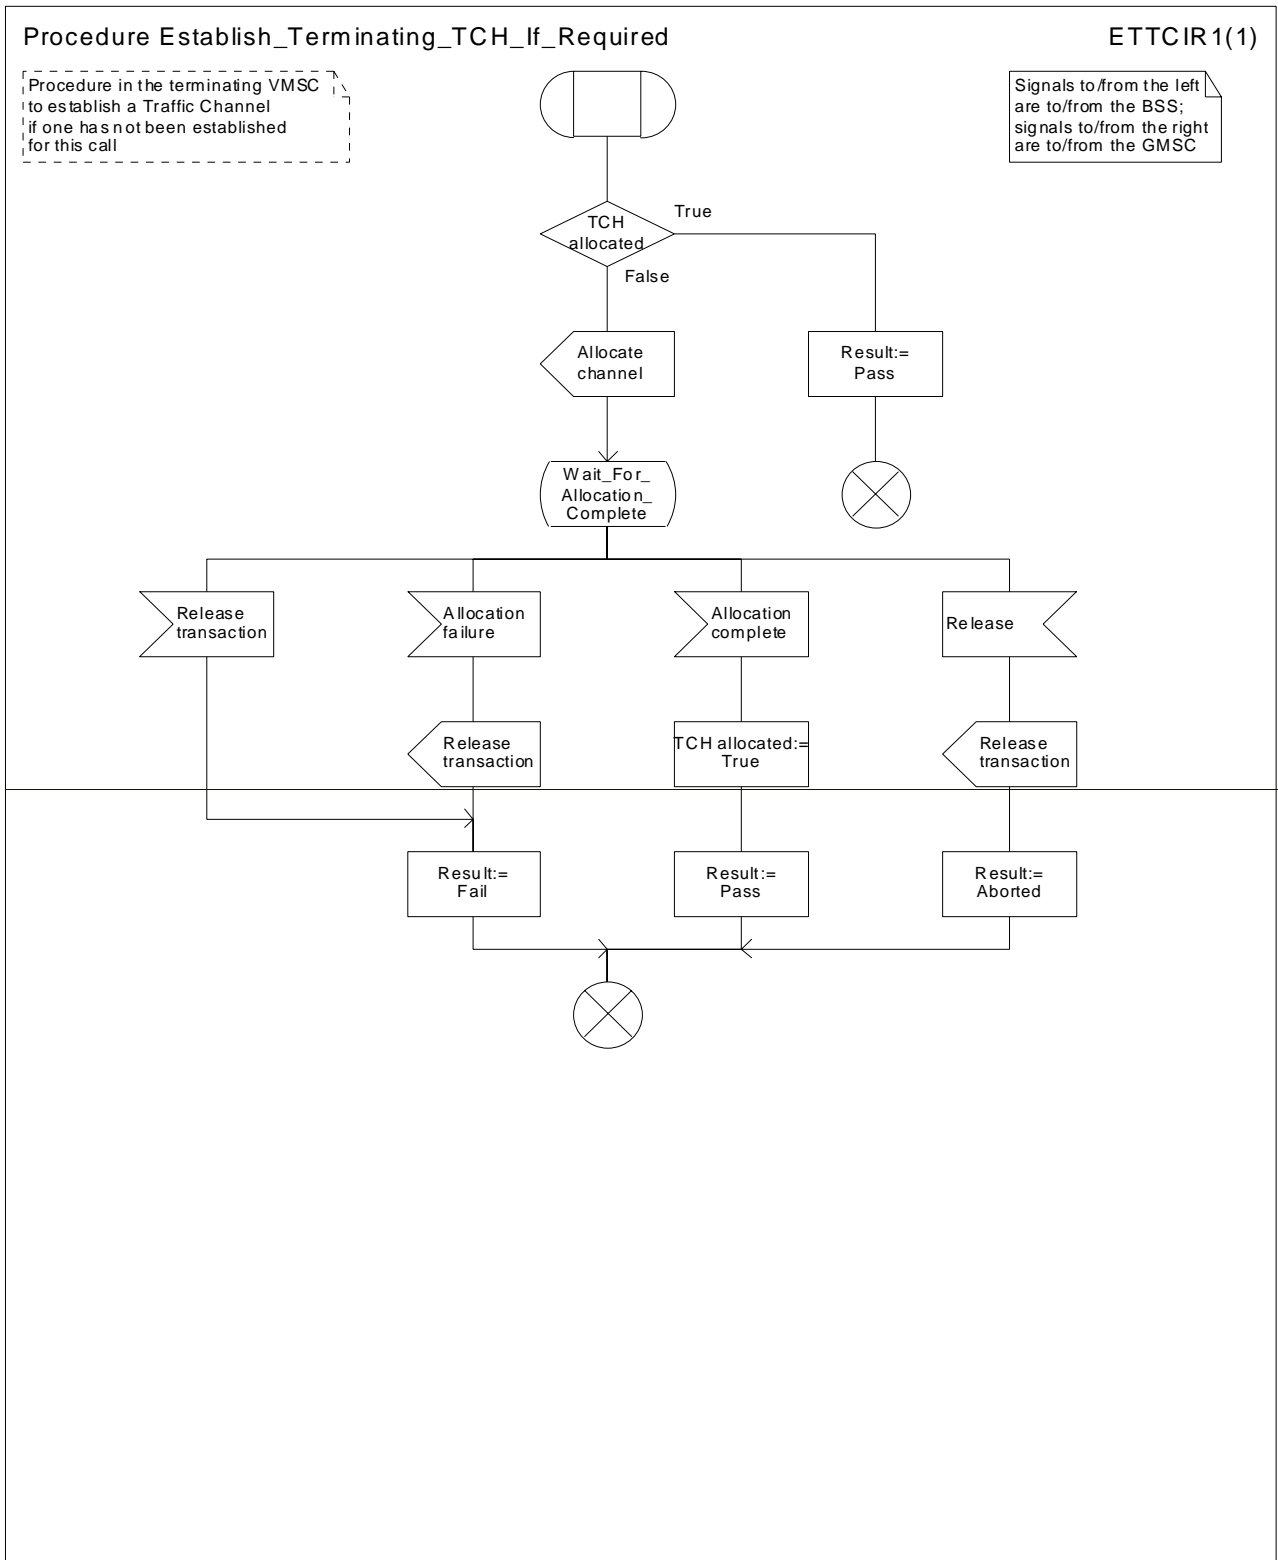 Procedure Establish_Terminating_TCH_If_Required
ETTCIR1(1)
Procedure in the terminating VMSC
to establish a Traffic Channel
if one has not been established
for this call
Signals to/from the left
are to/from the BSS;
signals to/from the right
are to/from the GMSC
TCH
allocated
True
False
Allocate
channel
Result:=
Pass
Wait_For_
Allocation_
Complete
Release
transaction
Allocation
failure
Allocation
complete
Release
Release
transaction
TCH allocated:=
True
Release
transaction
Result:=
Fail
Result:=
Pass
Result:=
Aborted